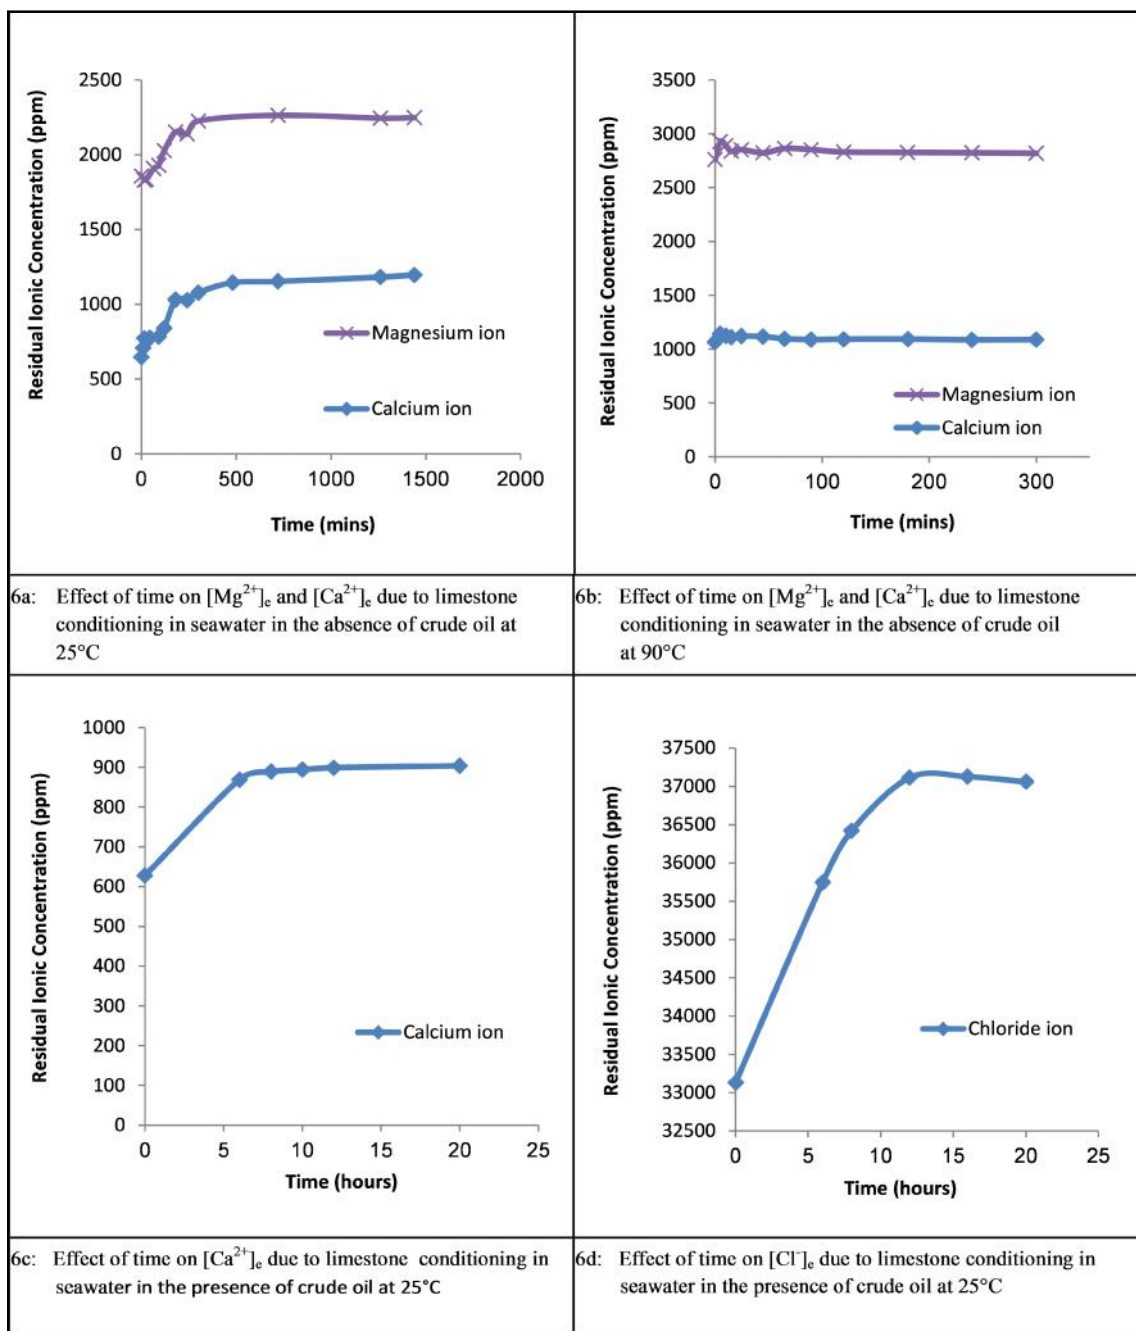 2500
2000
1500
1000
500
0
0
500
1000
1500
2000
Residual Ionic Concentration (ppm)
Time (mins)
Magnesium ion
Calcium ion
3500
3000
2500
2000
1500
1000
500
0
0
100
200
300
Residual Ionic Concentration (ppm)
Time (mins)
Magnesium ion
Calcium ion
6a: Effect of time on [Mg²⁺]ₑ and [Ca²⁺]ₑ due to limestone
conditioning in seawater in the absence of crude oil at
25°C
6b: Effect of time on [Mg²⁺]ₑ and [Ca²⁺]ₑ due to limestone
conditioning in seawater in the absence of crude oil
at 90°C
1000
900
800
700
600
500
400
300
200
100
0
0
5
10
15
20
25
Residual Ionic Concentration (ppm)
Time (hours)
Calcium ion
37500
37000
36500
36000
35500
35000
34500
34000
33500
33000
32500
0
5
10
15
20
25
Residual Ionic Concentration (ppm)
Time (hours)
Chloride ion
6c: Effect of time on [Ca²⁺]ₑ due to limestone conditioning in
seawater in the presence of crude oil at 25°C
6d: Effect of time on [Cl⁻]ₑ due to limestone conditioning in
seawater in the presence of crude oil at 25°C